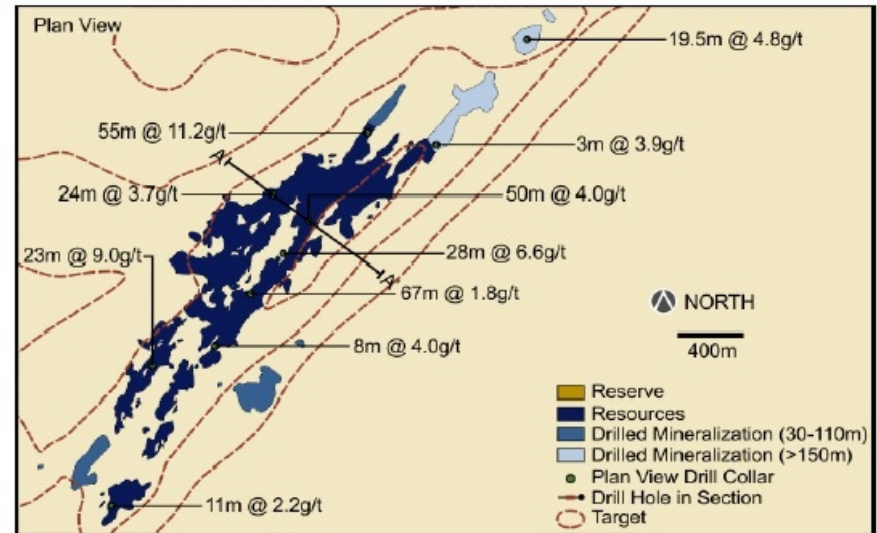 Plan View
19.5m @ 4.8g/t
55m @ 11.2g/t
3m @ 3.9g/t
A'
24m @ 3.7g/t
50m @ 4.0g/t
23m @ 9.0g/t
28m @ 6.6g/t
A
67m @ 1.8g/t
NORTH
400m
8m @ 4.0g/t
Reserve
Resources
Drilled Mineralization (30-110m)
Drilled Mineralization (>150m)
Plan View Drill Collar
Drill Hole in Section
Target
11m @ 2.2g/t